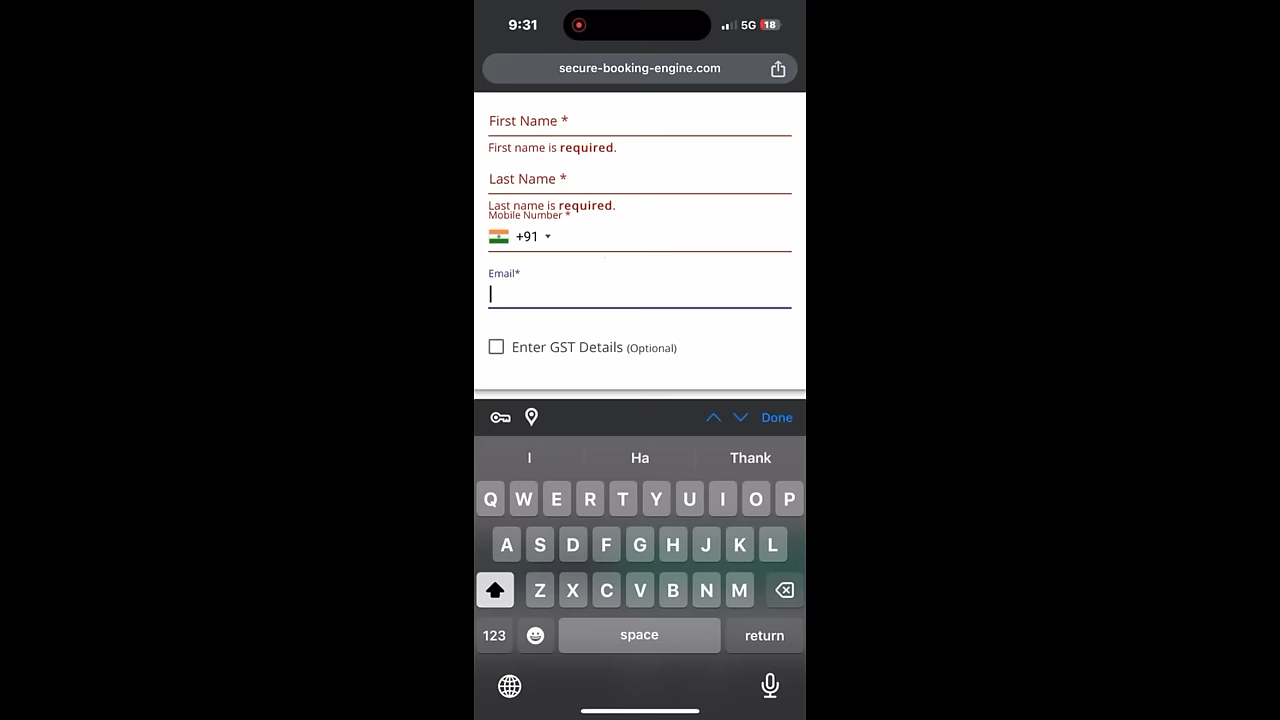 9:31
5G 18
secure-booking-engine.com
First Name *
First name is required.
Last Name *
Last name is required.
Mobile Number *
+91
Email*
Enter GST Details (Optional)
Done
I Ha Thank
Q W E R T Y U I O P
A S D F G H J K L
Z X C V B N M
123 space return